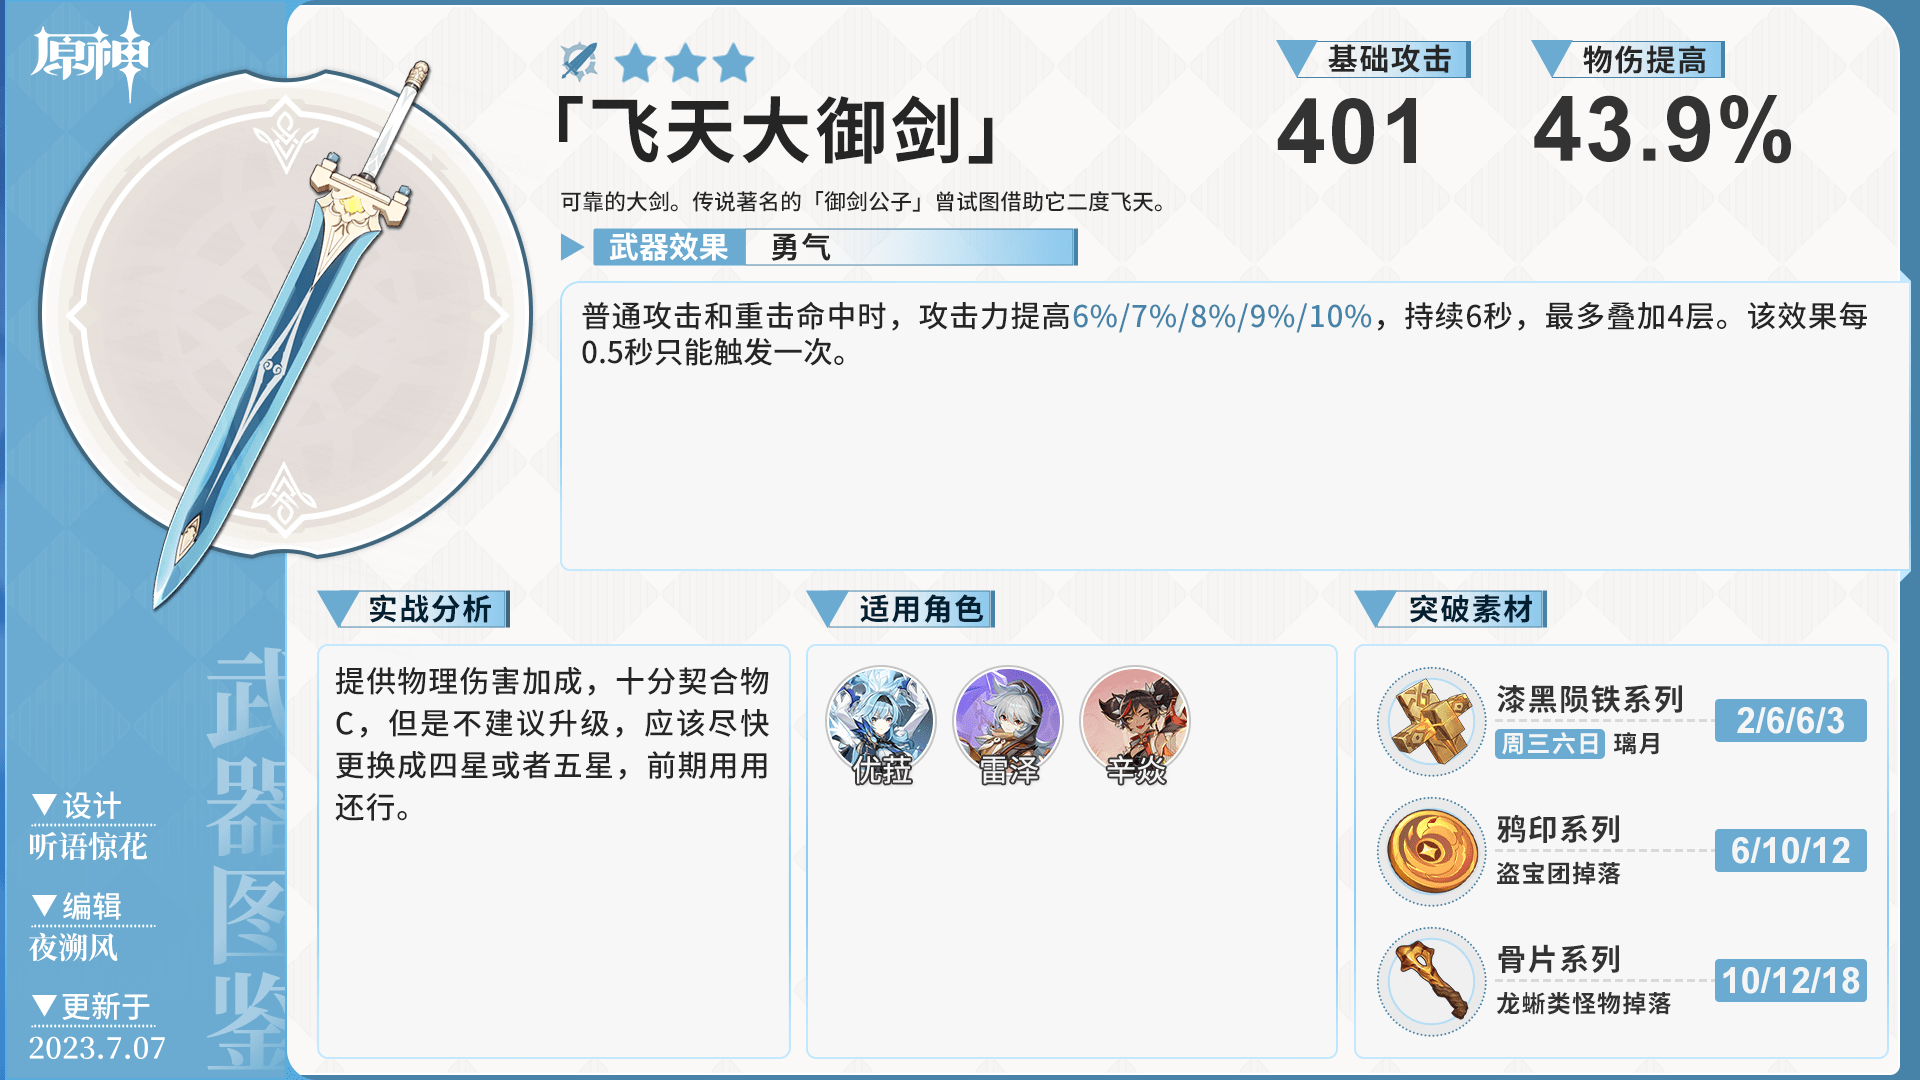 原神
「飞天大御剑」
基础攻击
401
物伤提高
43.9%
可靠的大剑。传说著名的「御剑公子」曾试图借助它二度飞天。
武器效果 勇气
普通攻击和重击命中时，攻击力提高6%/7%/8%/9%/10%，持续6秒，最多叠加4层。该效果每
0.5秒只能触发一次。
实战分析
提供物理伤害加成，十分契合物
C，但是不建议升级，应该尽快
更换成四星或者五星，前期用用
还行。
适用角色
优菈 雷泽 辛焱
突破素材
漆黑陨铁系列
周三六日 璃月
2/6/6/3
鸦印系列
盗宝团掉落
6/10/12
骨片系列
龙蜥类怪物掉落
10/12/18
武器图鉴
▼设计
听语惊花
▼编辑
夜溯风
▼更新于
2023.7.07